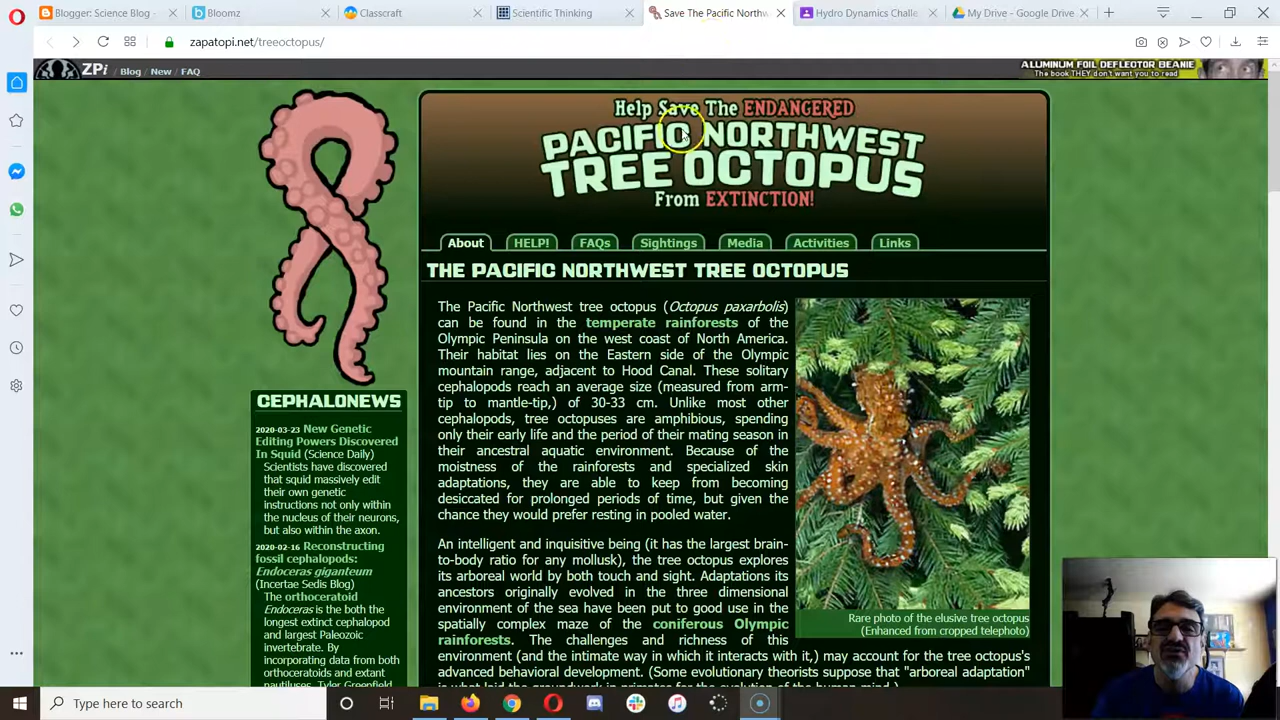 Blogger: Science Blog -
Bloomz
Classcraft
Scientific Thinking
Save The Pacific Northw
Hydro Dynamics Challe
My Drive - Google Drive
zapatopi.net/treeoctopus/
ZPi / Blog / New / FAQ
ALUMINUM FOIL DEFLECTOR BEANIE
The book THEY don't want you to read
Help Save The ENDANGERED
PACIFIC NORTHWEST
TREE OCTOPUS
From EXTINCTION!
About HELP! FAQs Sightings Media Activities Links
THE PACIFIC NORTHWEST TREE OCTOPUS
The Pacific Northwest tree octopus (Octopus paxarbolis)
can be found in the temperate rainforests of the
Olympic Peninsula on the west coast of North America.
Their habitat lies on the Eastern side of the Olympic
mountain range, adjacent to Hood Canal. These solitary
cephalopods reach an average size (measured from arm-
tip to mantle-tip,) of 30-33 cm. Unlike most other
cephalopods, tree octopuses are amphibious, spending
only their early life and the period of their mating season in
their ancestral aquatic environment. Because of the
moistness of the rainforests and specialized skin
adaptations, they are able to keep from becoming
desiccated for prolonged periods of time, but given the
chance they would prefer resting in pooled water.
An intelligent and inquisitive being (it has the largest brain-
to-body ratio for any mollusk), the tree octopus explores
its arboreal world by both touch and sight. Adaptations its
ancestors originally evolved in the three dimensional
environment of the sea have been put to good use in the
spatially complex maze of the coniferous Olympic
rainforests. The challenges and richness of this
environment (and the intimate way in which it interacts with it,) may account for the tree octopus's
advanced behavioral development. (Some evolutionary theorists suppose that "arboreal adaptation"
is what laid the groundwork in primates for the evolution of the human mind.)
Rare photo of the elusive tree octopus
(Enhanced from cropped telephoto)
CEPHALONEWS
2020-03-23 New Genetic
Editing Powers Discovered
In Squid (Science Daily)
Scientists have discovered
that squid massively edit
their own genetic
instructions not only within
the nucleus of their neurons,
but also within the axon.
2020-02-16 Reconstructing
fossil cephalopods:
Endoceras giganteum
(Incertae Sedis Blog)
The orthoceratoid
Endoceras is the both the
longest extinct cephalopod
and largest Paleozoic
invertebrate. By
incorporating data from both
orthoceratoids and extant
nautiluses, Tyler Greenfield
Type here to search